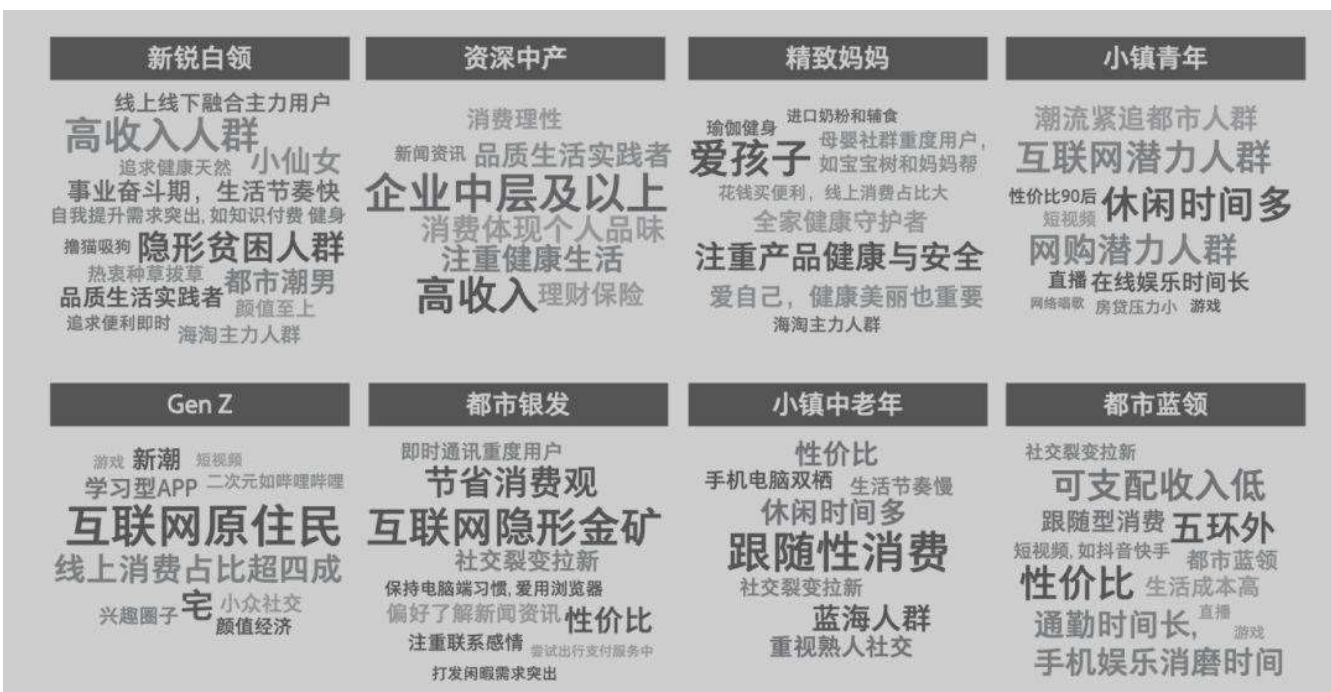 新锐白领
线上线下融合主力用户
高收入人群
追求健康天然 小仙女
事业奋斗期，生活节奏快
自我提升需求突出, 如知识付费 健身
撸猫吸狗 隐形贫困人群
热衷种草拔草 都市潮男
品质生活实践者 颜值至上
追求便利即时 海淘主力人群
资深中产
消费理性
新闻资讯 品质生活实践者
企业中层及以上
消费体现个人品味
注重健康生活
高收入 理财保险
精致妈妈
瑜伽健身 进口奶粉和辅食
爱孩子 母婴社群重度用户，
如宝宝树和妈妈帮
花钱买便利，线上消费占比大
全家健康守护者
注重产品健康与安全
爱自己，健康美丽也重要
海淘主力人群
小镇青年
潮流紧追都市人群
互联网潜力人群
性价比90后 休闲时间多
短视频
网购潜力人群
直播 在线娱乐时间长
网络唱歌 房贷压力小 游戏
Gen Z
游戏 新潮 短视频
学习型APP 二次元如哔哩哔哩
互联网原住民
线上消费占比超四成
兴趣圈子 宅 小众社交
颜值经济
都市银发
即时通讯重度用户
节省消费观
互联网隐形金矿
社交裂变拉新
保持电脑端习惯, 爱用浏览器
偏好了解新闻资讯 性价比
注重联系感情 尝试出行支付服务中
打发闲暇需求突出
小镇中老年
性价比
手机电脑双栖 生活节奏慢
休闲时间多
跟随性消费
社交裂变拉新
蓝海人群
重视熟人社交
都市蓝领
社交裂变拉新
可支配收入低
跟随型消费 五环外
短视频, 如抖音快手 都市蓝领
性价比 生活成本高
通勤时间长, 直播 游戏
手机娱乐消磨时间